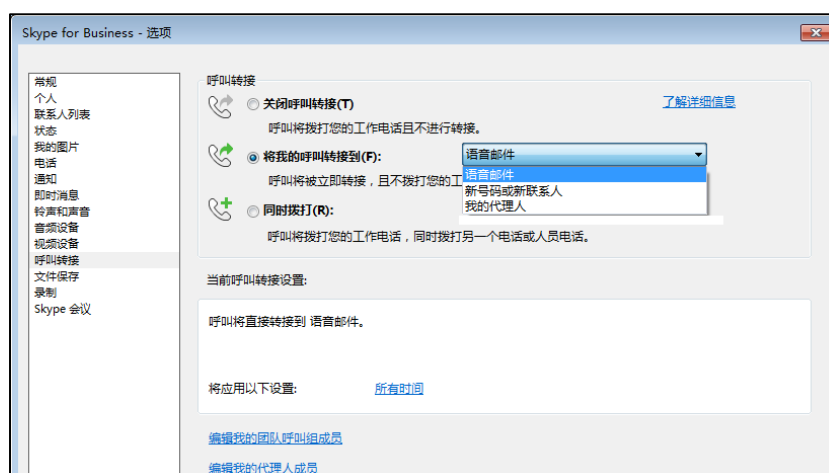 Skype for Business - 选项
常规
个人
联系人列表
状态
我的图片
电话
通知
即时消息
铃声和声音
音频设备
视频设备
呼叫转接
文件保存
录制
Skype 会议
呼叫转接
关闭呼叫转接(T)
了解详细信息
呼叫将拨打您的工作电话且不进行转接。
将我的呼叫转接到(F):
语音邮件
呼叫将被立即转接，且不拨打您的工
语音邮件
新号码或新联系人
我的代理人
同时拨打(R):
呼叫将拨打您的工作电话，同时拨打另一个电话或人员电话。
当前呼叫转接设置:
呼叫将直接转接到 语音邮件。
将应用以下设置: 所有时间
编辑我的团队呼叫组成员
编辑我的代理人成员